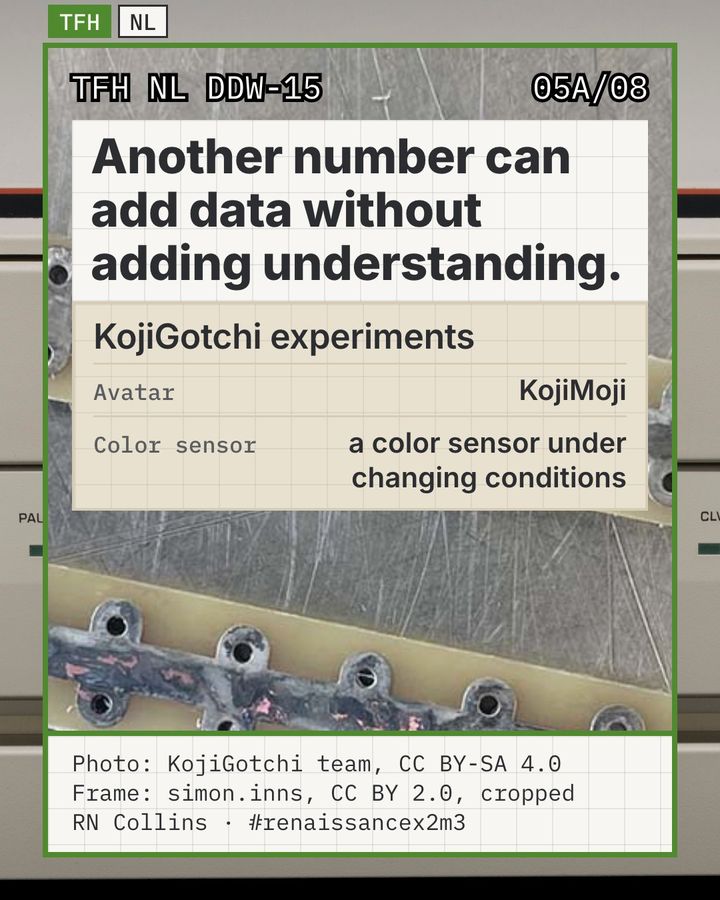 TFH NL
TFH NL DDW-15 05A/08
Another number can
add data without
adding understanding.
KojiGotchi experiments
Avatar KojiMoji
Color sensor a color sensor under
changing conditions
PAU
CLV
Photo: KojiGotchi team, CC BY-SA 4.0
Frame: simon.inns, CC BY 2.0, cropped
RN Collins · #renaissancex2m3